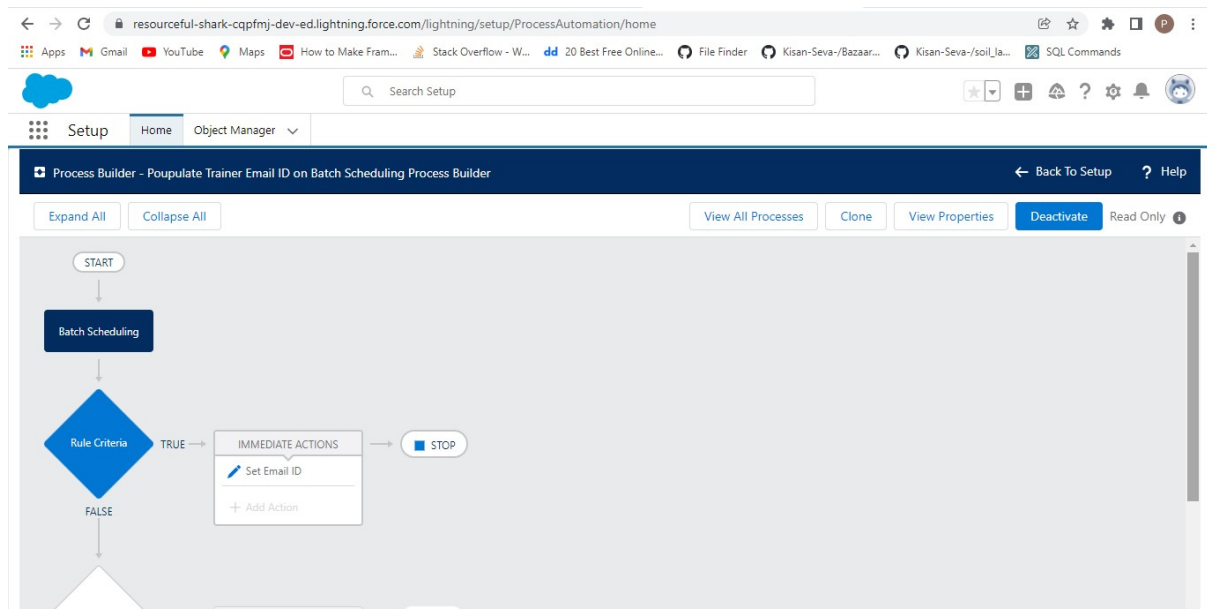 resourceful-shark-cqpfmj-dev-ed.lightning.force.com/lightning/setup/ProcessAutomation/home
P
Apps Gmail YouTube Maps How to Make Fram... Stack Overflow - W... dd 20 Best Free Online... File Finder Kisan-Seva-/Bazaar... Kisan-Seva-/soil_la... SQL Commands
Search Setup
Setup Home Object Manager
Process Builder - Poupulate Trainer Email ID on Batch Scheduling Process Builder Back To Setup ? Help
Expand All Collapse All View All Processes Clone View Properties Deactivate Read Only
START
Batch Scheduling
Rule Criteria TRUE IMMEDIATE ACTIONS STOP
Set Email ID
+ Add Action
FALSE